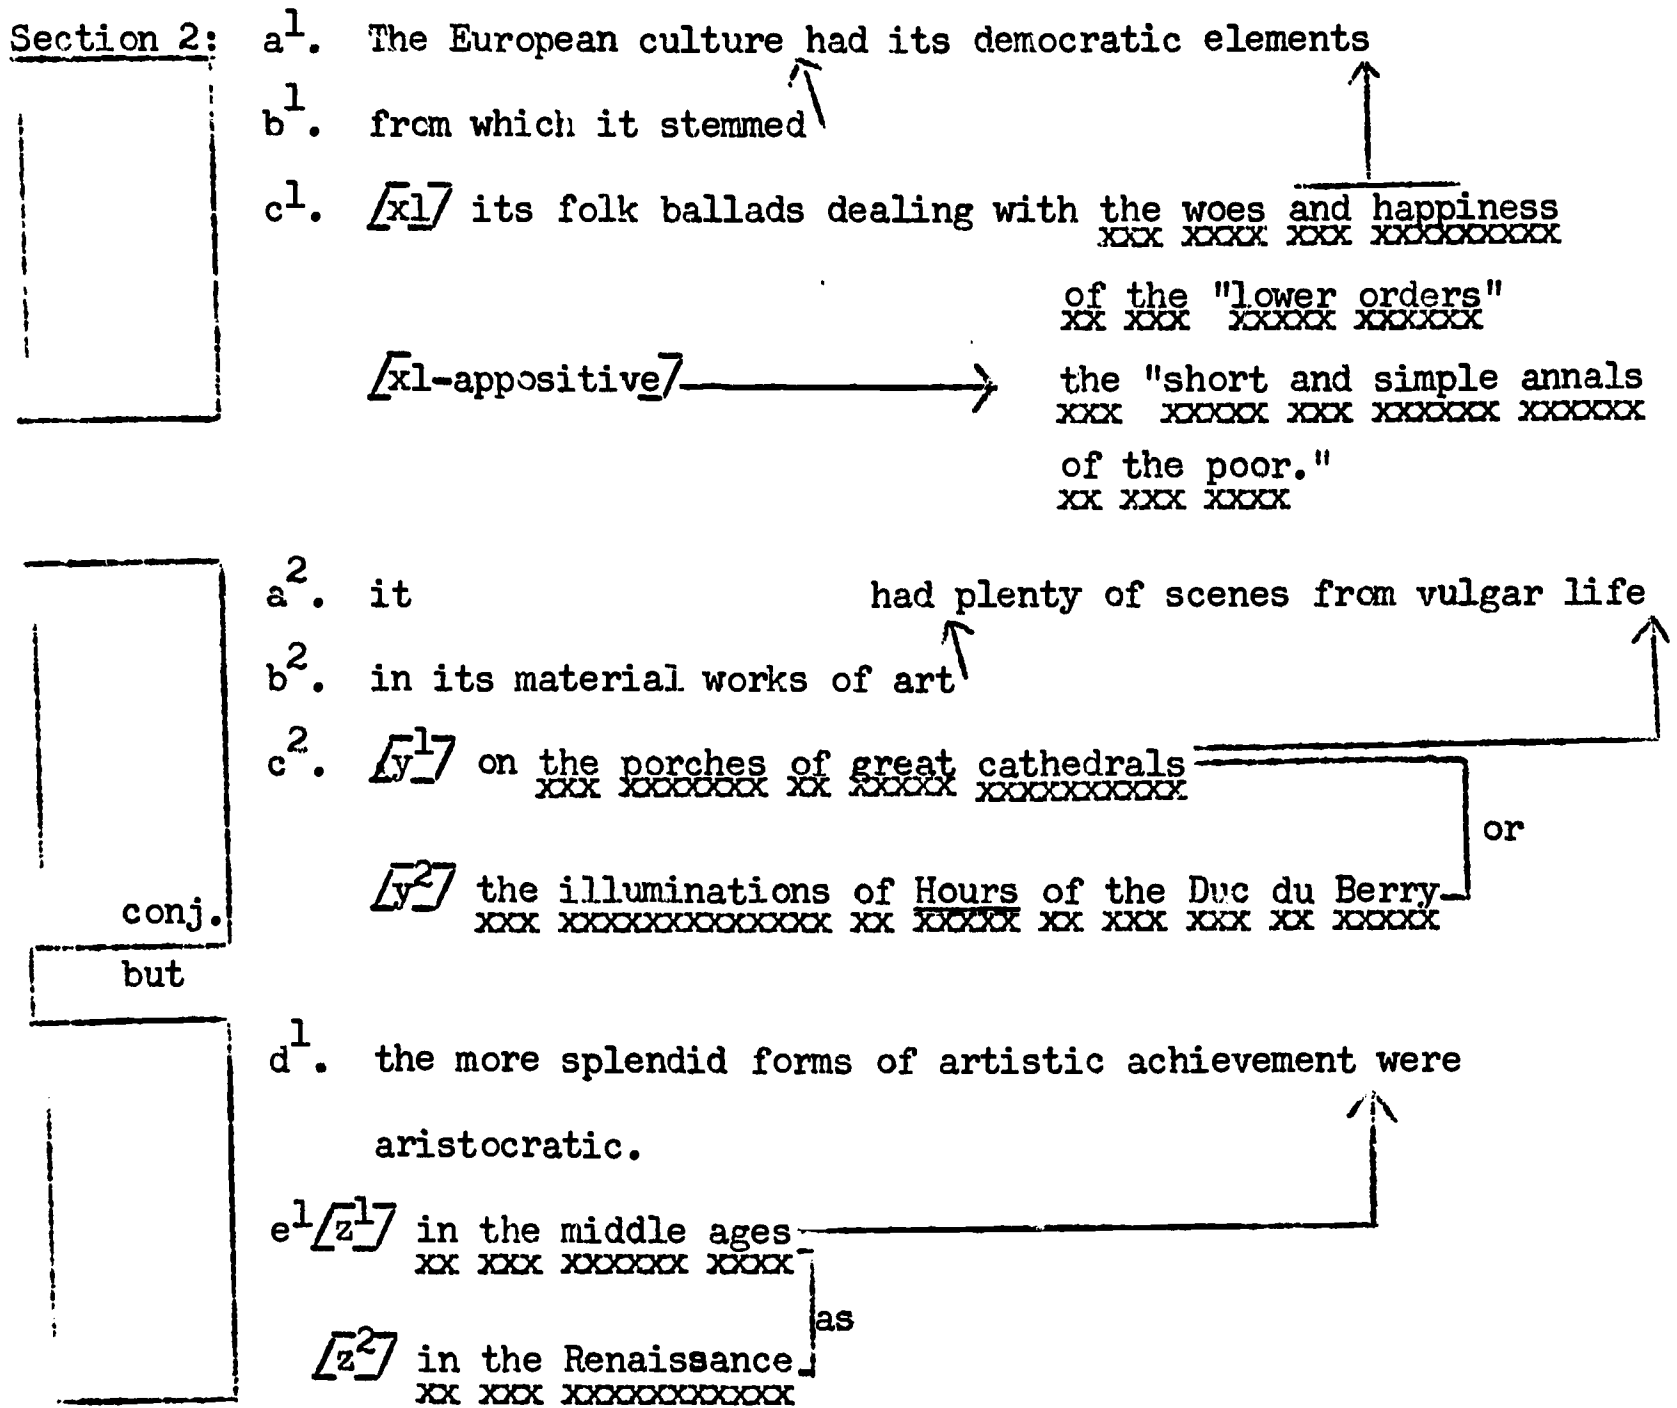 Section 2: a1. The European culture had its democratic elements
b1. from which it stemmed
c1. [x1] its folk ballads dealing with the woes and happiness
xxx xxxx xxx xxxxxxxxx
of the "lower orders"
xx xxx xxxxx xxxxxx
[x1-appositive] the "short and simple annals
xxx xxxxx xxx xxxxxx xxxxxx
of the poor."
xx xxx xxxx
a2. it had plenty of scenes from vulgar life
b2. in its material works of art
c2. [y1] on the porches of great cathedrals
xxx xxxxxxx xx xxxxx xxxxxxxxxx
or
[y2] the illuminations of Hours of the Duc du Berry
xxx xxxxxxxxxxxxx xx xxxxx xx xxx xxx xx xxxxx
conj.
but
d1. the more splendid forms of artistic achievement were
aristocratic.
e1[z1] in the middle ages
xx xxx xxxxxx xxxx
as
[z2] in the Renaissance
xx xxx xxxxxxxxxxx